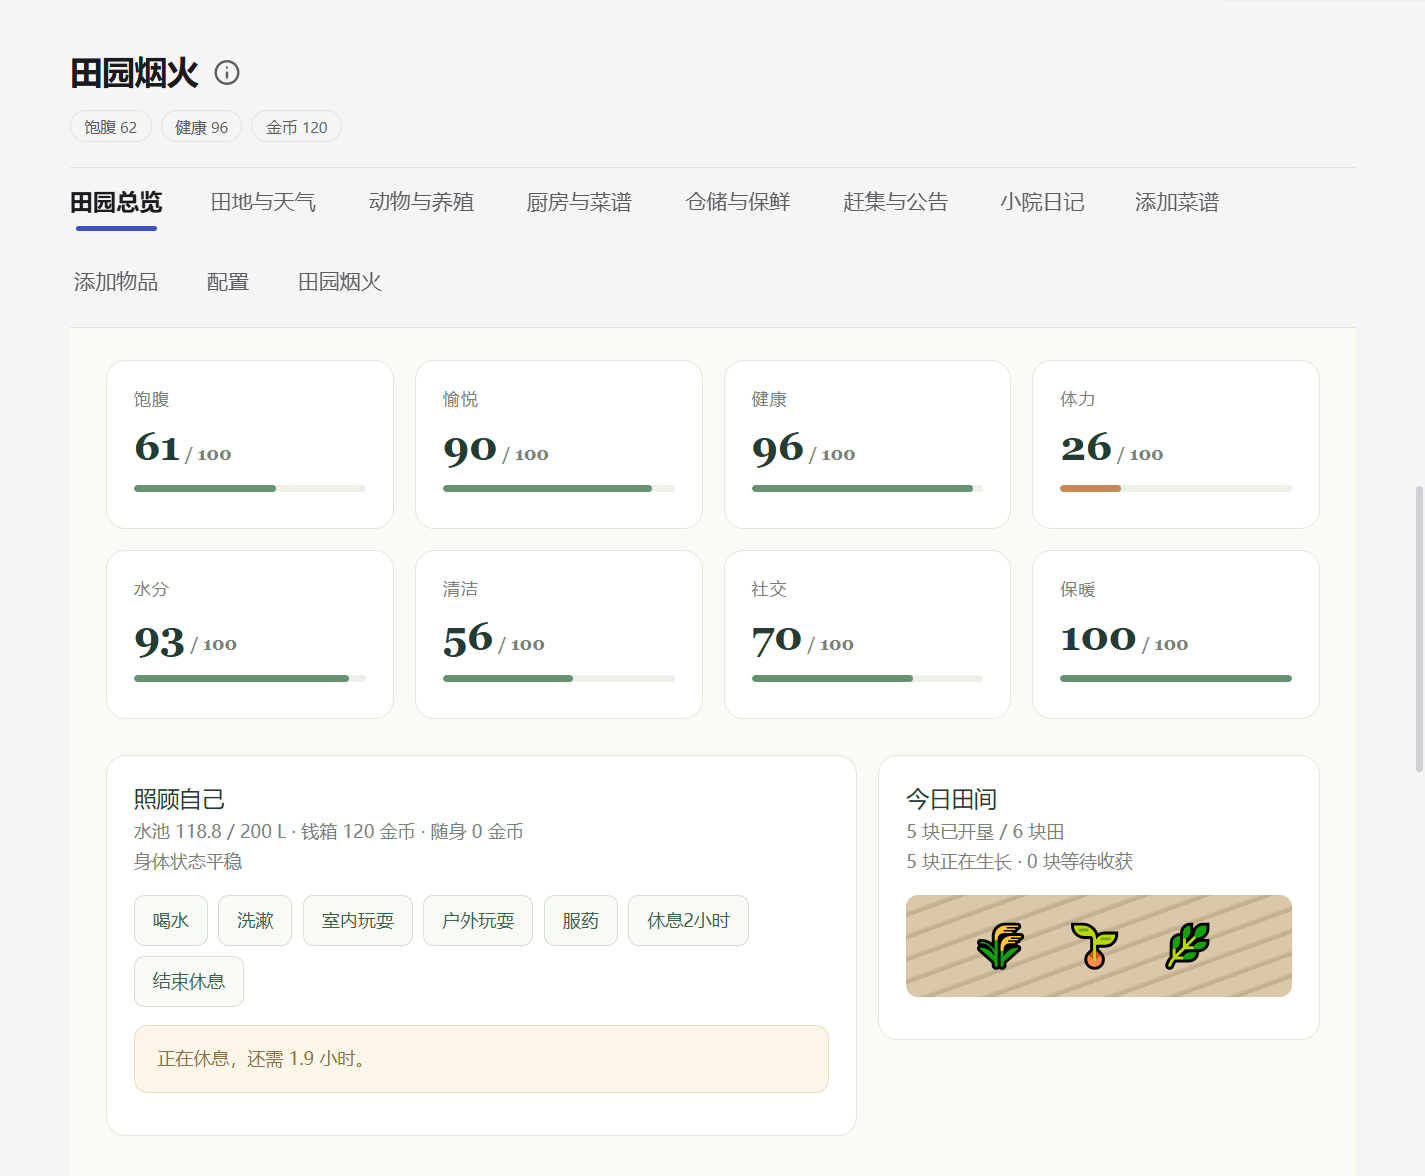 田园烟火
饱腹 62 健康 96 金币 120
田园总览 田地与天气 动物与养殖 厨房与菜谱 仓储与保鲜 赶集与公告 小院日记 添加菜谱
添加物品 配置 田园烟火
饱腹
61 / 100
愉悦
90 / 100
健康
96 / 100
体力
26 / 100
水分
93 / 100
清洁
56 / 100
社交
70 / 100
保暖
100 / 100
照顾自己
水池 118.8 / 200 L · 钱箱 120 金币 · 随身 0 金币
身体状态平稳
喝水 洗漱 室内玩耍 户外玩耍 服药 休息2小时
结束休息
正在休息，还需 1.9 小时。
今日田间
5 块已开垦 / 6 块田
5 块正在生长 · 0 块等待收获